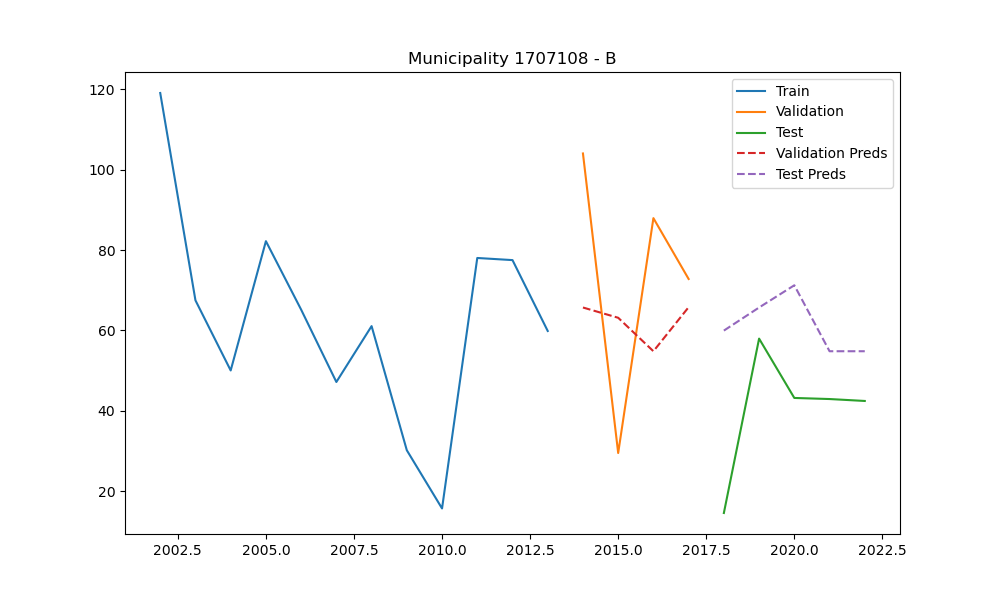 Municipality 1707108 - B
Train
Validation
Test
Validation Preds
Test Preds
120
100
80
60
40
20
2002.5 2005.0 2007.5 2010.0 2012.5 2015.0 2017.5 2020.0 2022.5